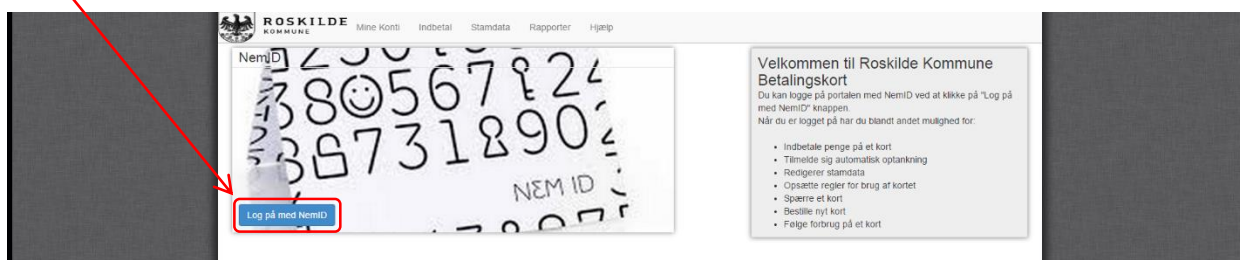 ROSKILDE
KOMMUNE
Mine Konti Indbetal Stamdata Rapporter Hjælp
NemID
NEM ID
Log på med NemID
Velkommen til Roskilde Kommune
Betalingskort
Du kan logge på portalen med NemID ved at klikke på "Log på
med NemID" knappen.
Når du er logget på har du blandt andet mulighed for:
• Indbetale penge på et kort
• Tilmelde sig automatisk optankning
• Redigerer stamdata
• Opsætte regler for brug af kortet
• Spærre et kort
• Bestille nyt kort
• Følge forbrug på et kort